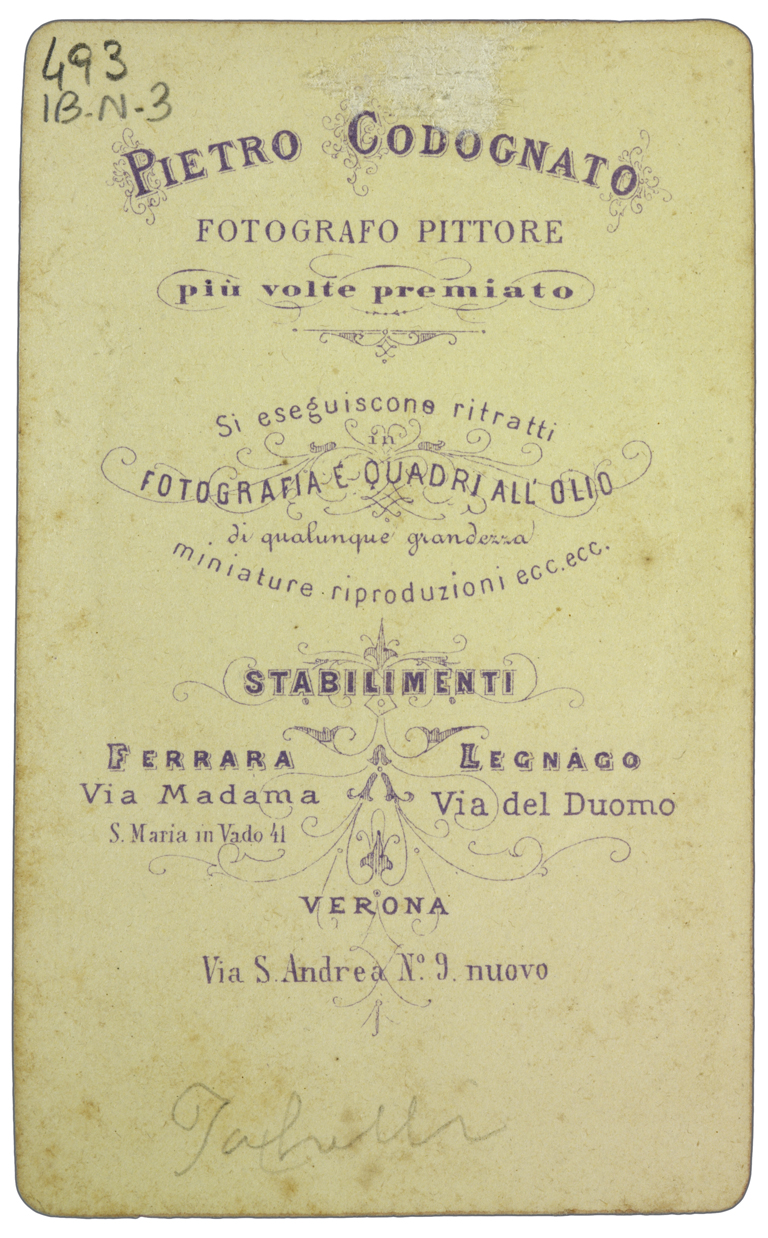 493
1B-N-3
PIETRO CODOGNATO
FOTOGRAFO PITTORE
più volte premiato
Si eseguiscono ritratti
in
FOTOGRAFIA E QUADRI ALL' OLIO
di qualunque grandezza
miniature. riproduzioni ecc. ecc.
STABILIMENTI
FERRARA
Via Madama
S. Maria in Vado 41
LEGNAGO
Via del Duomo
VERONA
Via S. Andrea Nº. 9. nuovo